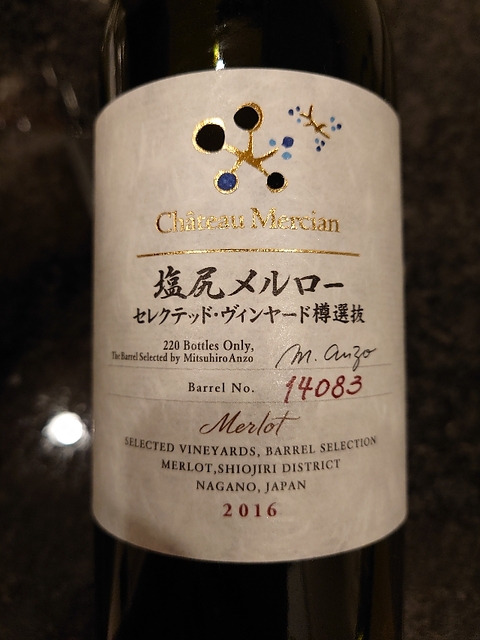 Château Mercian
塩尻メルロー
セレクテッド・ヴィンヤード樽選抜
220 Bottles Only,
The Barrel Selected by MitsuhiroAnzo
M. Anzo
Barrel No. 14083
Merlot
SELECTED VINEYARDS, BARREL SELECTION
MERLOT,SHIOJIRI DISTRICT
NAGANO, JAPAN
2016